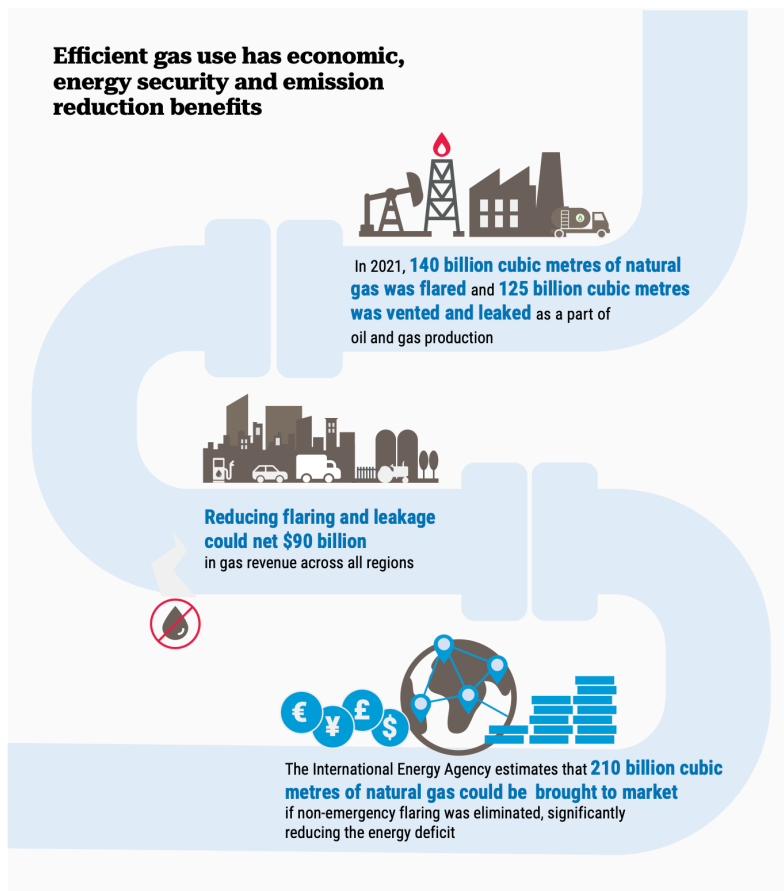 Efficient gas use has economic,
energy security and emission
reduction benefits
In 2021, 140 billion cubic metres of natural
gas was flared and 125 billion cubic metres
was vented and leaked as a part of
oil and gas production
Reducing flaring and leakage
could net $90 billion
in gas revenue across all regions
€ ¥ £ $
The International Energy Agency estimates that 210 billion cubic
metres of natural gas could be brought to market
if non-emergency flaring was eliminated, significantly
reducing the energy deficit